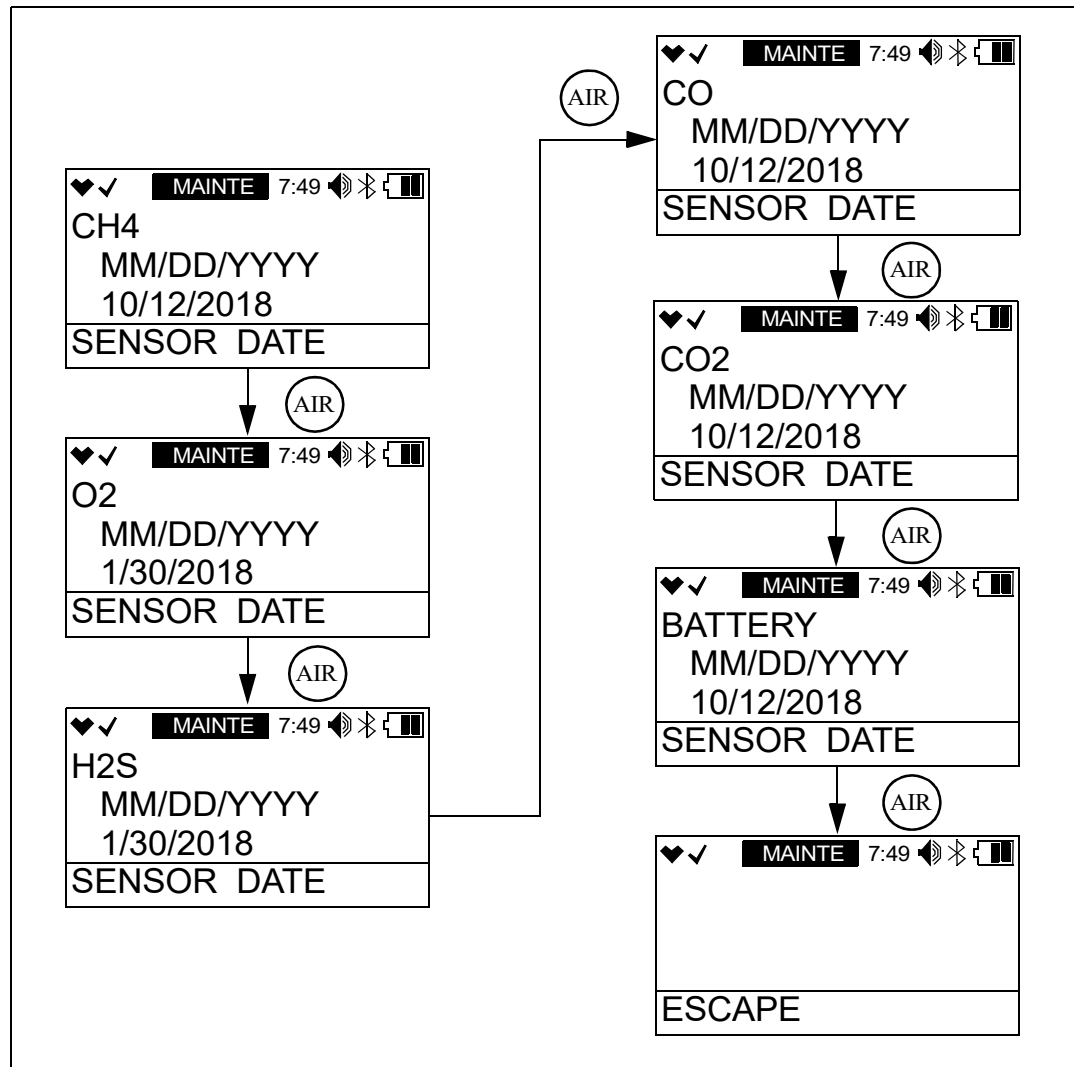 MAINTE 7:49
CH4
MM/DD/YYYY
10/12/2018
SENSOR DATE
AIR
MAINTE 7:49
O2
MM/DD/YYYY
1/30/2018
SENSOR DATE
AIR
MAINTE 7:49
H2S
MM/DD/YYYY
1/30/2018
SENSOR DATE
AIR
MAINTE 7:49
CO
MM/DD/YYYY
10/12/2018
SENSOR DATE
AIR
MAINTE 7:49
CO2
MM/DD/YYYY
10/12/2018
SENSOR DATE
AIR
MAINTE 7:49
BATTERY
MM/DD/YYYY
10/12/2018
SENSOR DATE
AIR
MAINTE 7:49
ESCAPE